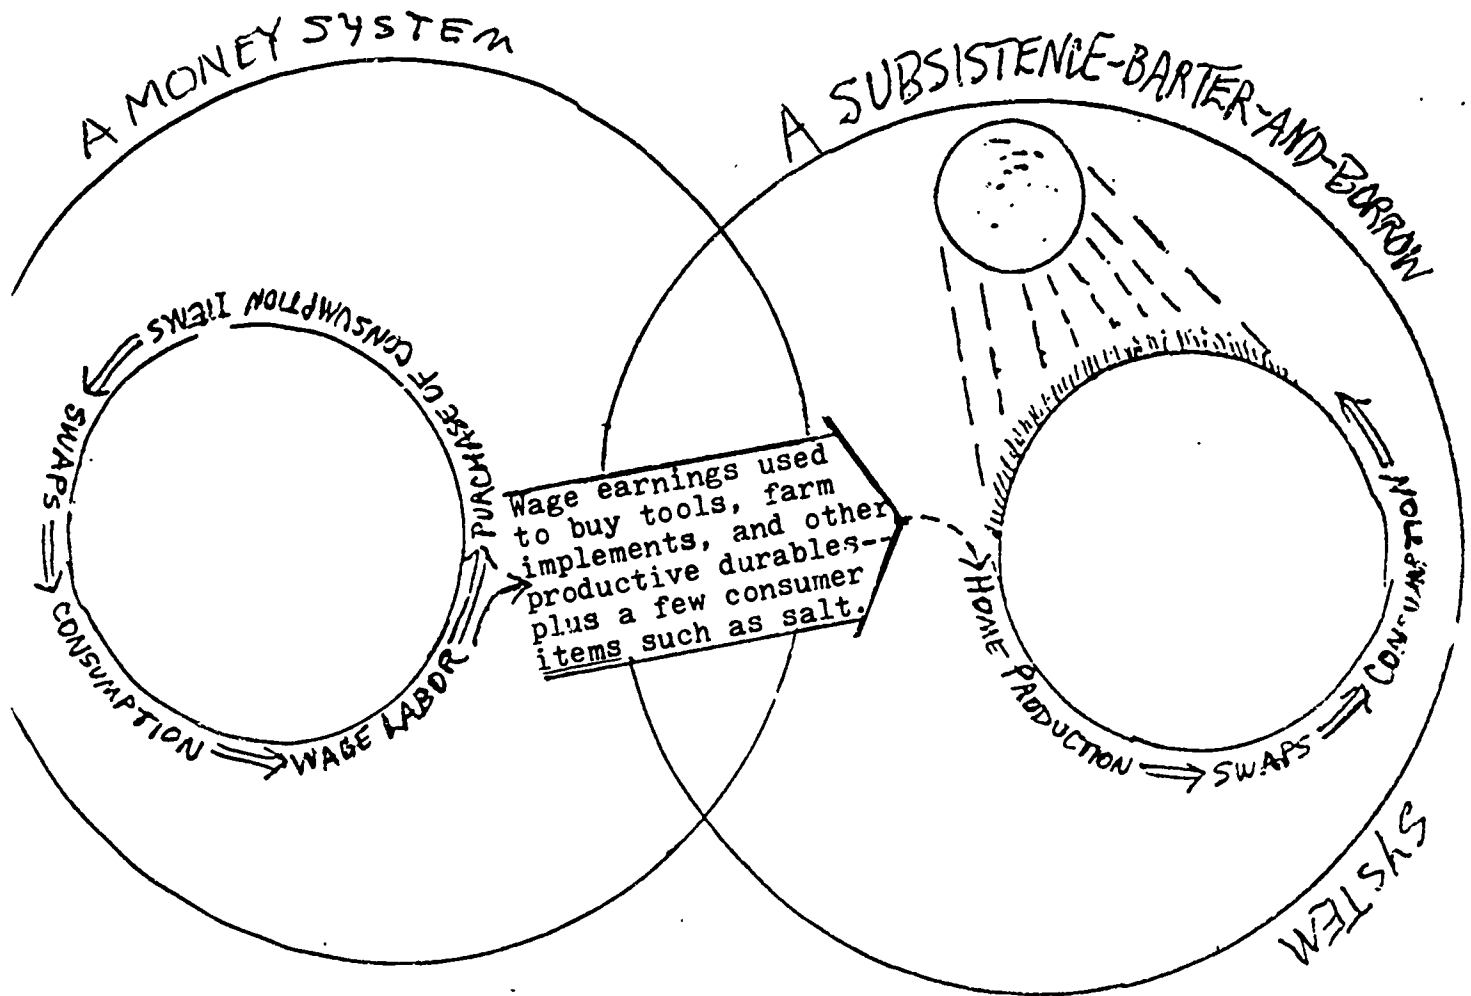 A MONEY SYSTEM
A SUBSISTENCE-BARTER-AND-BORROW
SYSTEM
PURCHASE OF CONSUMPTION ITEMS
SWAPS
CONSUMPTION
WAGE LABOR
Wage earnings used
to buy tools, farm
implements, and other
productive durables--
plus a few consumer
items such as salt.
HOME PRODUCTION
SWAPS
CONSUMPTION